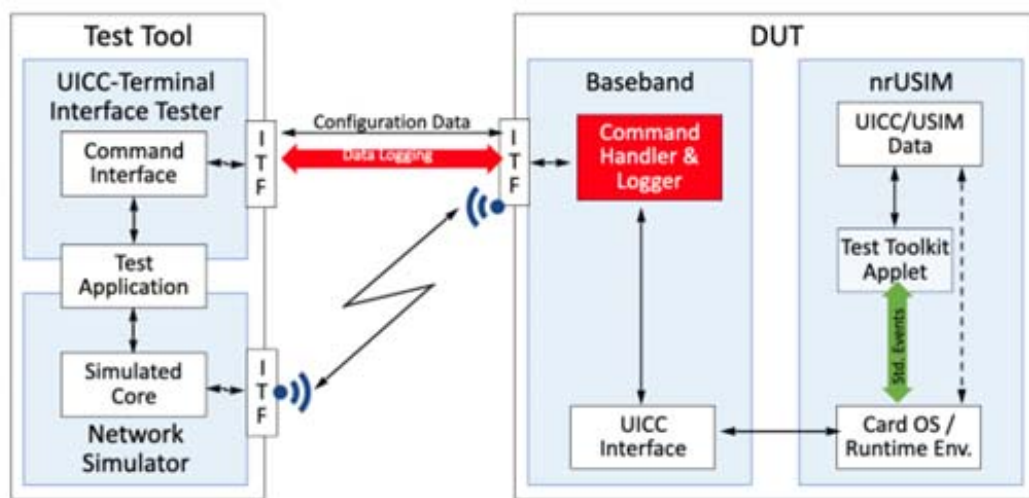 Test Tool
UICC-Terminal
Interface Tester
Command
Interface
Test
Application
Simulated
Core
Network
Simulator
I
T
F
I
T
F
Configuration Data
Data Logging
I
T
F
DUT
Baseband
Command
Handler &
Logger
UICC
Interface
nrUSIM
UICC/USIM
Data
Test Toolkit
Applet
Std. Events
Card OS /
Runtime Env.